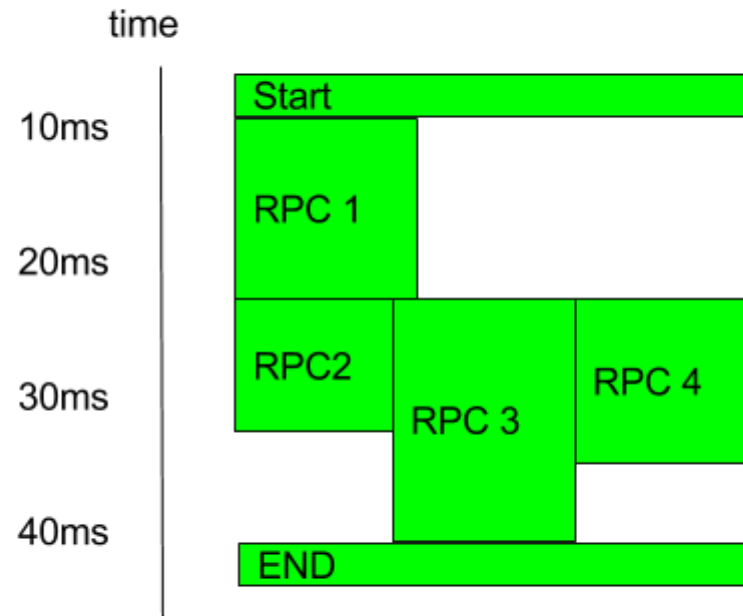 time
Start
10ms
RPC 1
20ms
RPC2
RPC 3
RPC 4
30ms
40ms
END